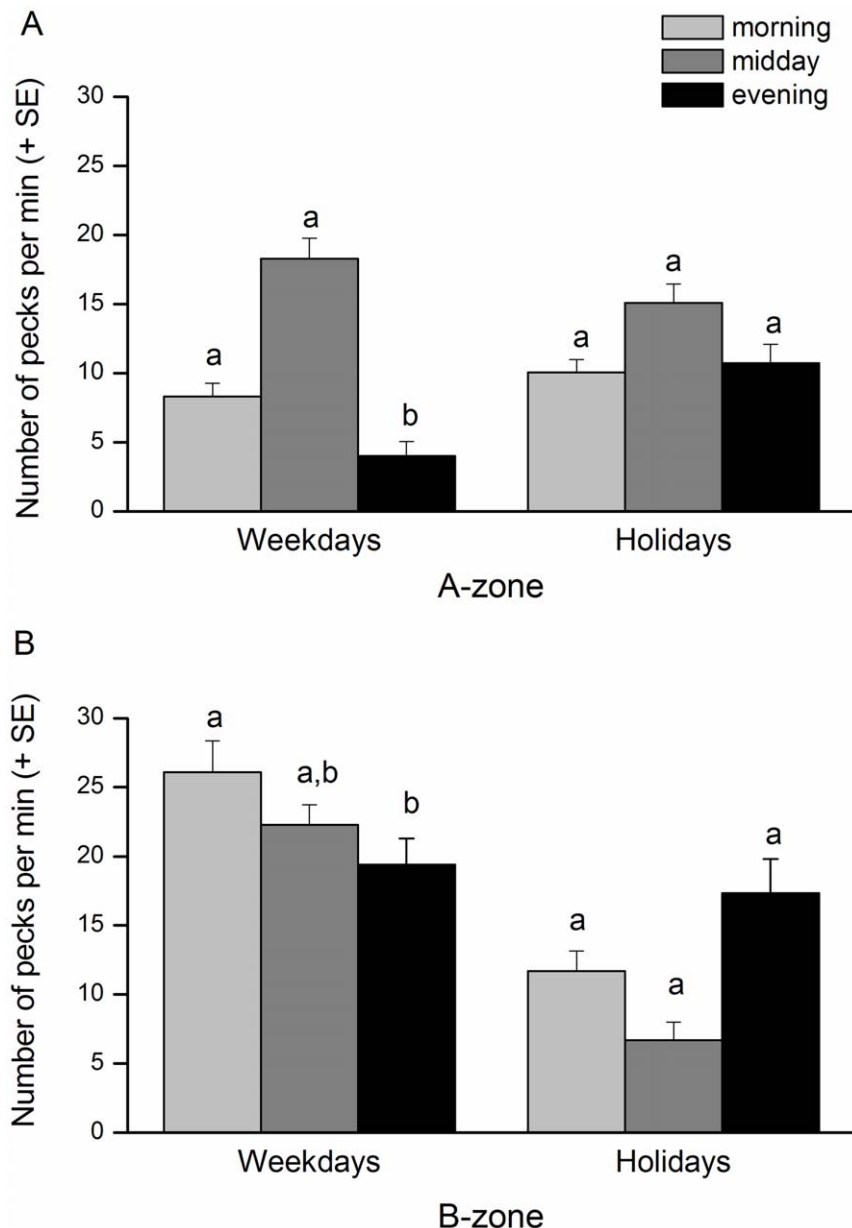 A
morning
midday
evening
Number of pecks per min (+ SE)
30
25
20
15
10
5
0
a
a
b
a
a
a
Weekdays
Holidays
A-zone
B
Number of pecks per min (+ SE)
30
25
20
15
10
5
0
a
a,b
b
a
a
a
Weekdays
Holidays
B-zone